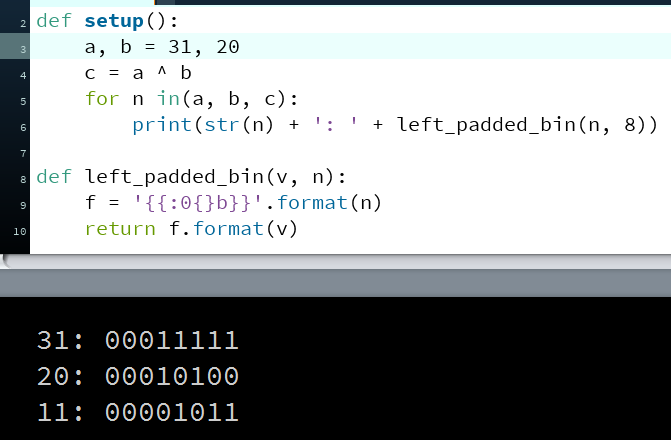 2 def setup():
3     a, b = 31, 20
4     c = a ^ b
5     for n in(a, b, c):
6         print(str(n) + ': ' + left_padded_bin(n, 8))
7
8 def left_padded_bin(v, n):
9     f = '{{:0{}b}}'.format(n)
10     return f.format(v)
31: 00011111
20: 00010100
11: 00001011